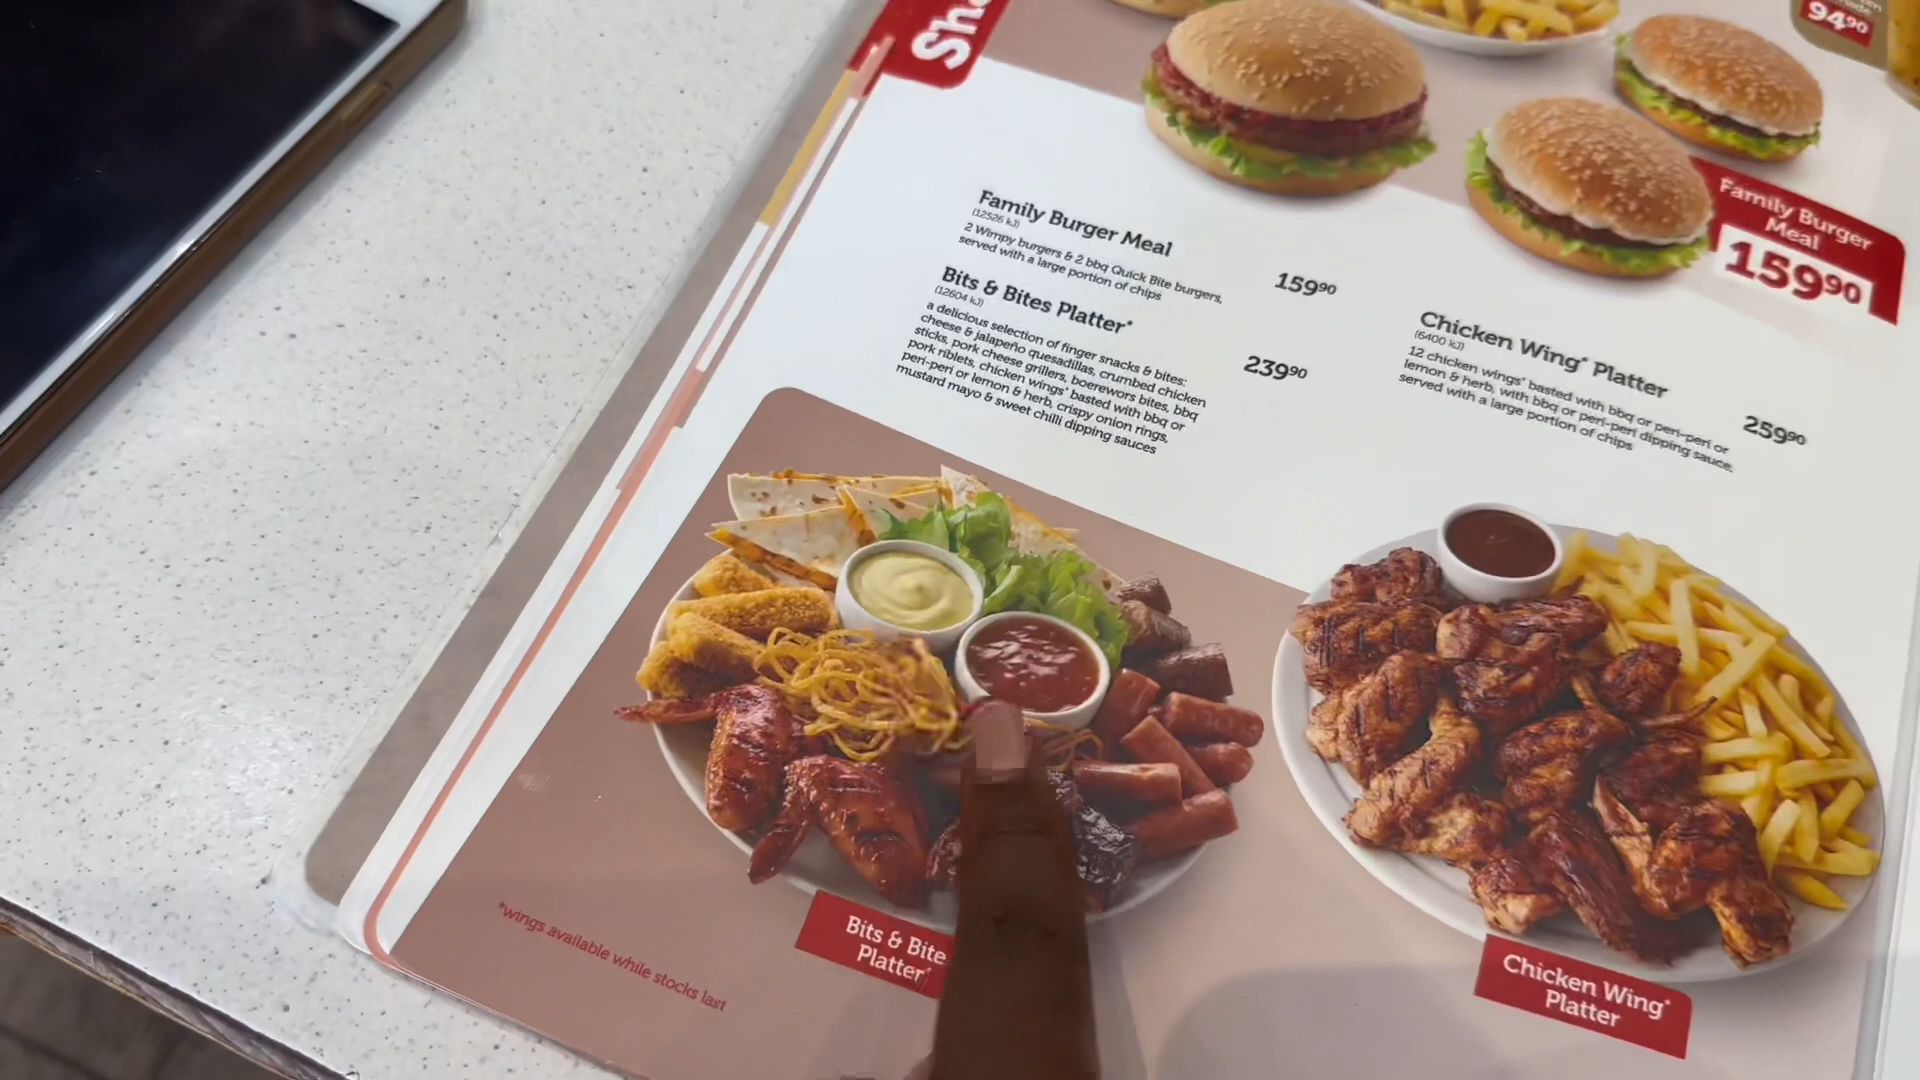 Family Burger Meal
(12526 kJ)
2 Wimpy burgers & 2 bbq Quick Bite burgers,
served with a large portion of chips
15990
Bits & Bites Platter*
(12604 kJ)
a delicious selection of finger snacks & bites:
cheese & jalapeño quesadillas, crumbed chicken
sticks, pork cheese grillers, boerewors bites, bbq
pork riblets, chicken wings* basted with bbq or
peri-peri or lemon & herb, crispy onion rings,
mustard mayo & sweet chilli dipping sauces
23990
Chicken Wing* Platter
(6400 kJ)
12 chicken wings* basted with bbq or peri-peri or
lemon & herb, with bbq or peri-peri dipping sauce,
served with a large portion of chips
25990
9490
Family Burger
Meal
15990
Bits & Bite
Platter*
Chicken Wing*
Platter
*wings available while stocks last